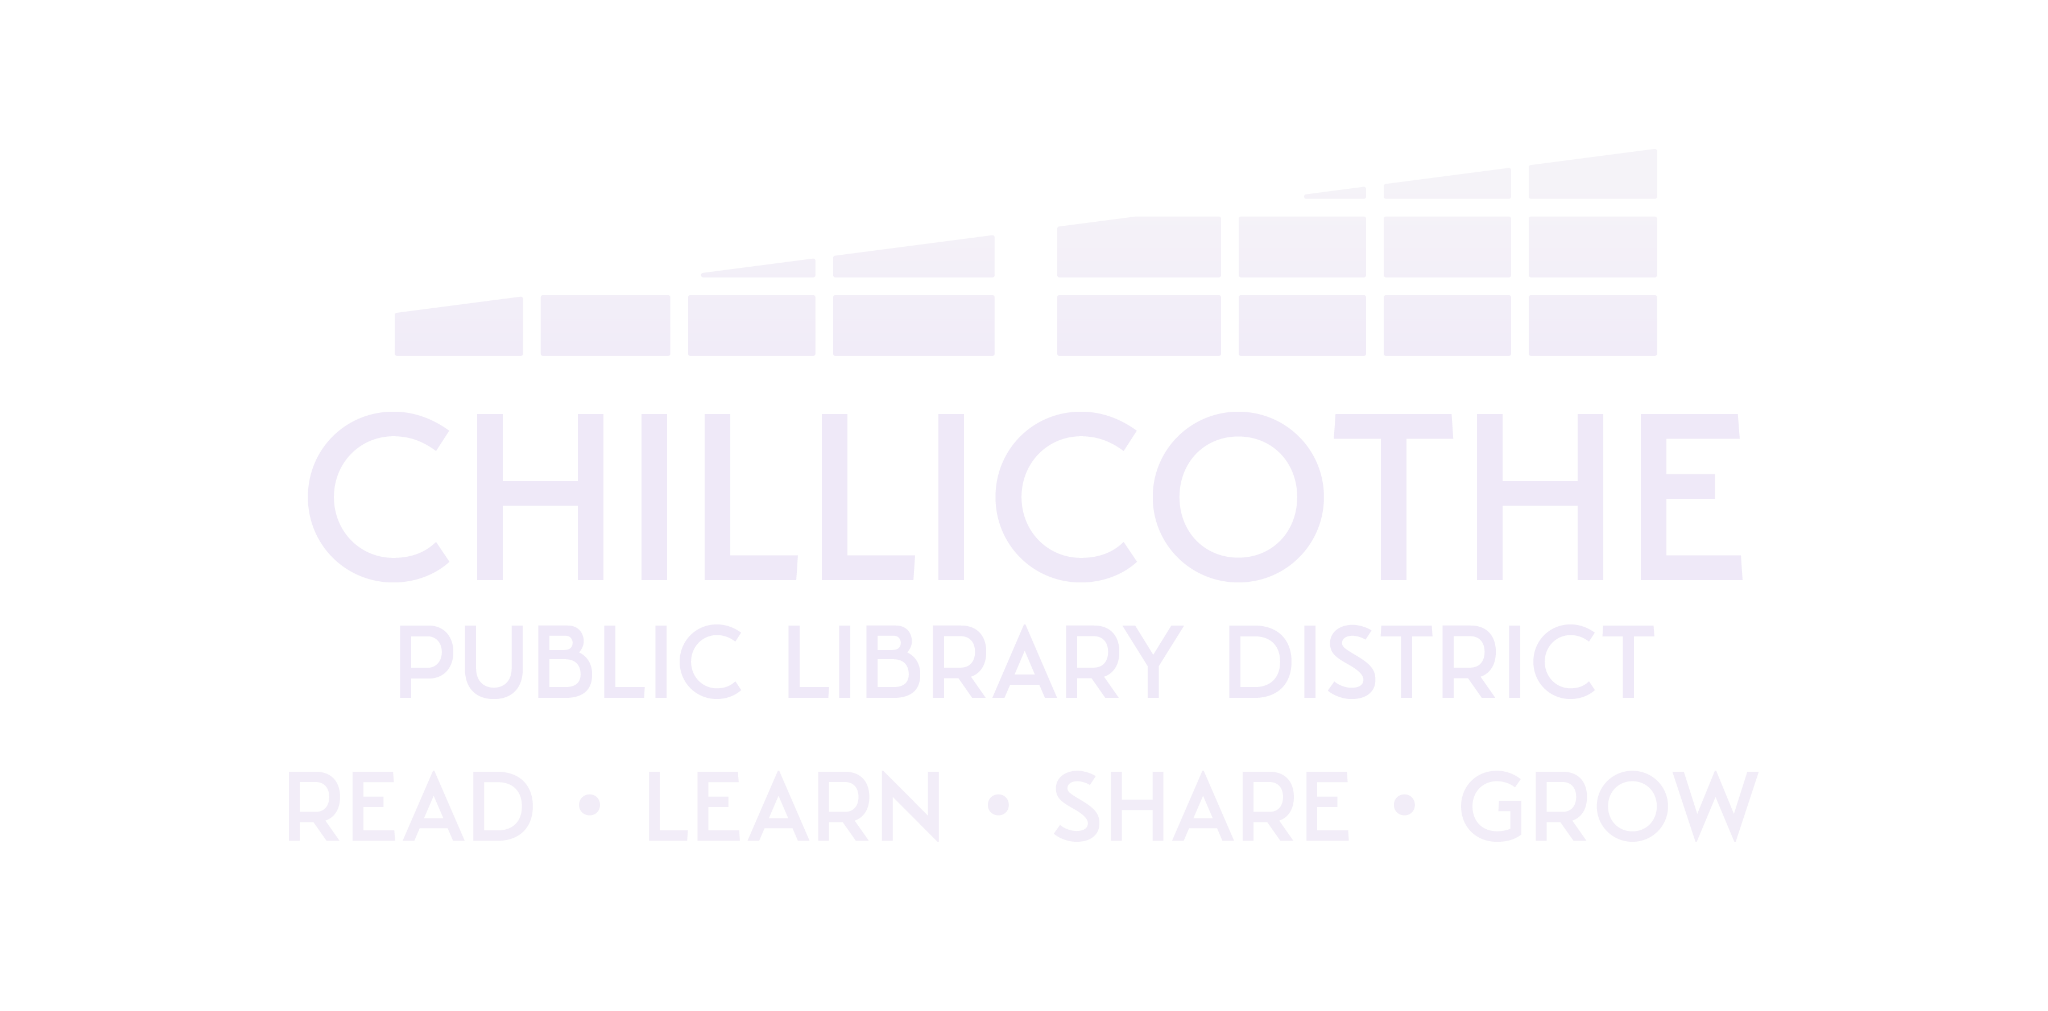 CHILLICOTHE
PUBLIC LIBRARY DISTRICT
READ • LEARN • SHARE • GROW